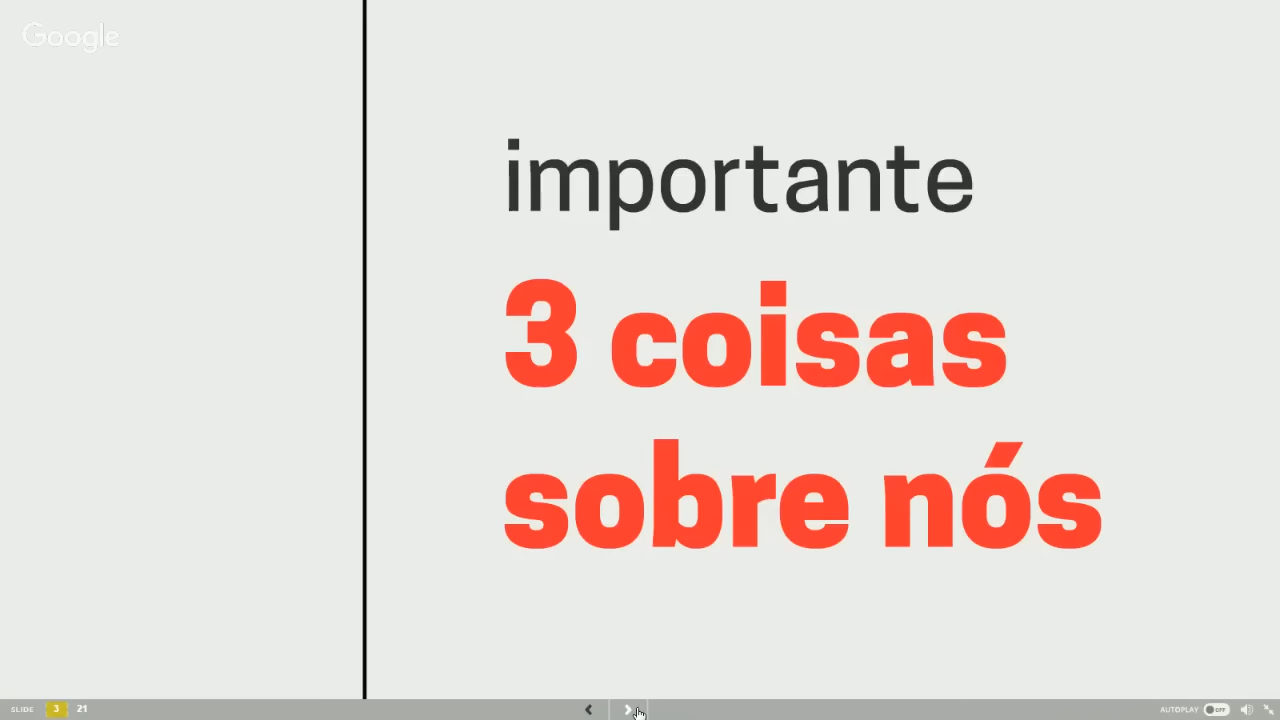 Google
importante
3 coisas
sobre nós
SLIDE 3 21
AUTOPLAY OFF